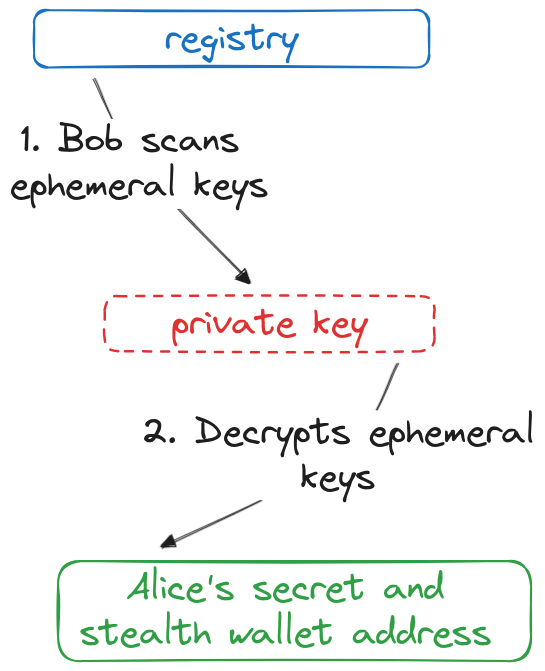 registry
1. Bob scans
ephemeral keys
private key
2. Decrypts ephemeral
keys
Alice's secret and
stealth wallet address